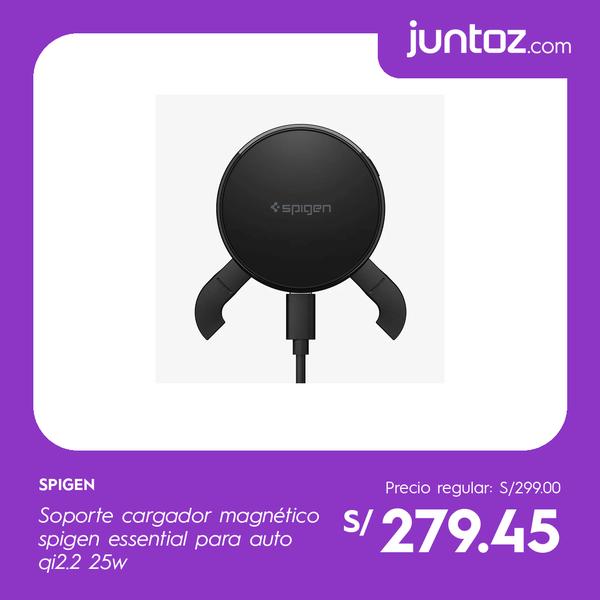 juntoz.com
spigen
SPIGEN
Soporte cargador magnético
spigen essential para auto
qi2.2 25w
Precio regular: S/299.00
S/ 279.45